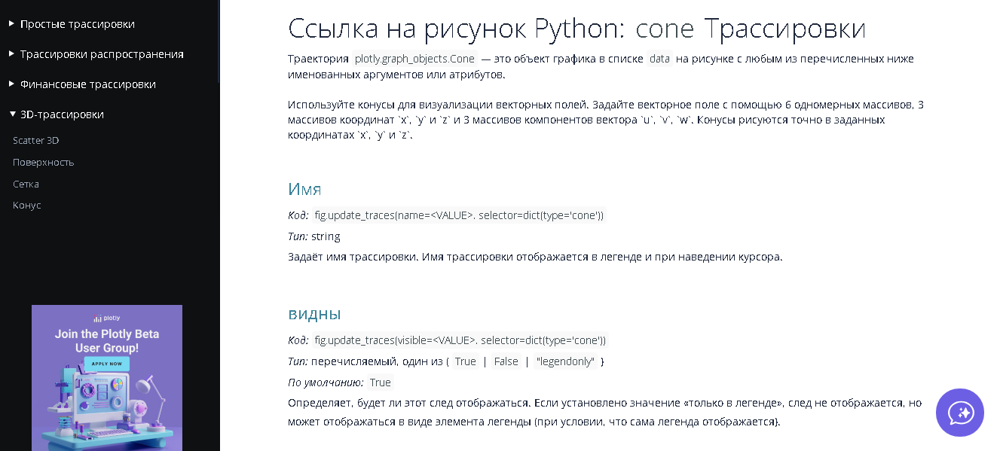 Простые трассировки
Трассировки распространения
Финансовые трассировки
3D-трассировки
Scatter 3D
Поверхность
Сетка
Конус
plotly
Join the Plotly Beta
User Group!
APPLY NOW
Ссылка на рисунок Python: cone Трассировки
Траектория plotly.graph_objects.Cone — это объект графика в списке data на рисунке с любым из перечисленных ниже
именованных аргументов или атрибутов.
Используйте конусы для визуализации векторных полей. Задайте векторное поле с помощью 6 одномерных массивов, 3
массивов координат `x`, `y` и `z` и 3 массивов компонентов вектора `u`, `v`, `w`. Конусы рисуются точно в заданных
координатах `x`, `y` и `z`.
Имя
Код: fig.update_traces(name=<VALUE>, selector=dict(type='cone'))
Тип: string
Задаёт имя трассировки. Имя трассировки отображается в легенде и при наведении курсора.
видны
Код: fig.update_traces(visible=<VALUE>, selector=dict(type='cone'))
Тип: перечисляемый, один из ( True | False | "legendonly" )
По умолчанию: True
Определяет, будет ли этот след отображаться. Если установлено значение «только в легенде», след не отображается, но
может отображаться в виде элемента легенды (при условии, что сама легенда отображается).